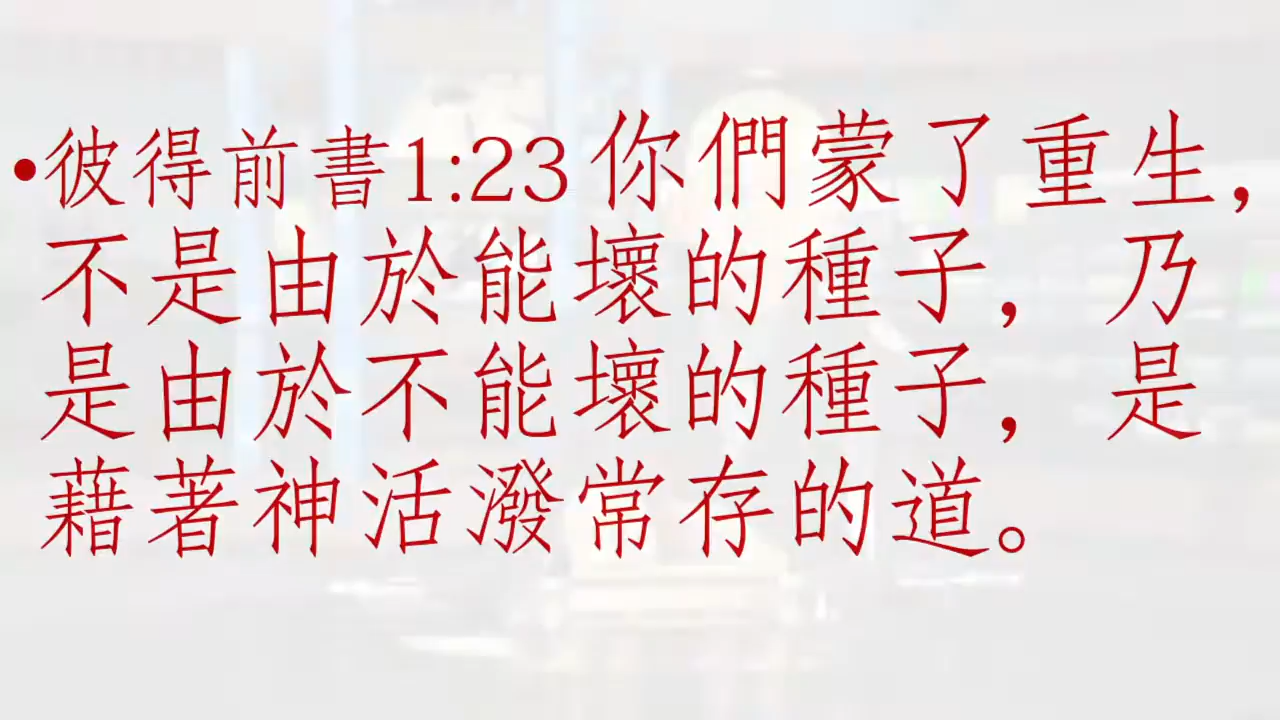 •彼得前書1:23 你們蒙了重生,
不是由於能壞的種子，乃
是由於不能壞的種子，是
藉著神活潑常存的道。